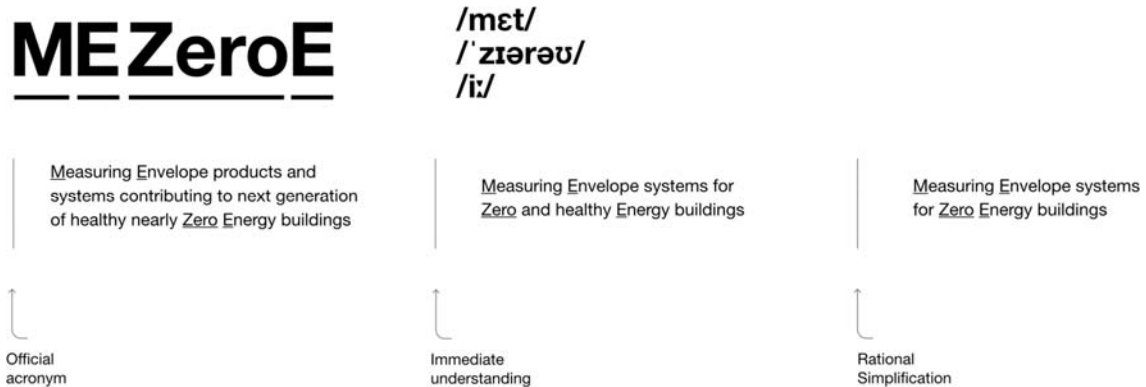 MEZeroE
/mɛt/
/ˈzɪərəʊ/
/iː/
Measuring Envelope products and
systems contributing to next generation
of healthy nearly Zero Energy buildings
Measuring Envelope systems for
Zero and healthy Energy buildings
Measuring Envelope systems
for Zero Energy buildings
Official
acronym
Immediate
understanding
Rational
Simplification